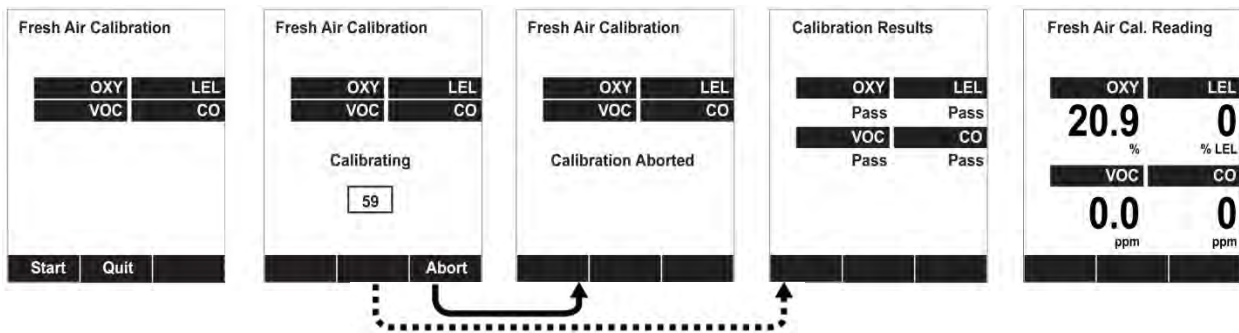 Fresh Air Calibration
OXY LEL
VOC CO
Start Quit
Fresh Air Calibration
OXY LEL
VOC CO
Calibrating
59
Abort
Fresh Air Calibration
OXY LEL
VOC CO
Calibration Aborted
Calibration Results
OXY LEL
Pass Pass
VOC CO
Pass Pass
Fresh Air Cal. Reading
OXY LEL
20.9 0
% % LEL
VOC CO
0.0 0
ppm ppm